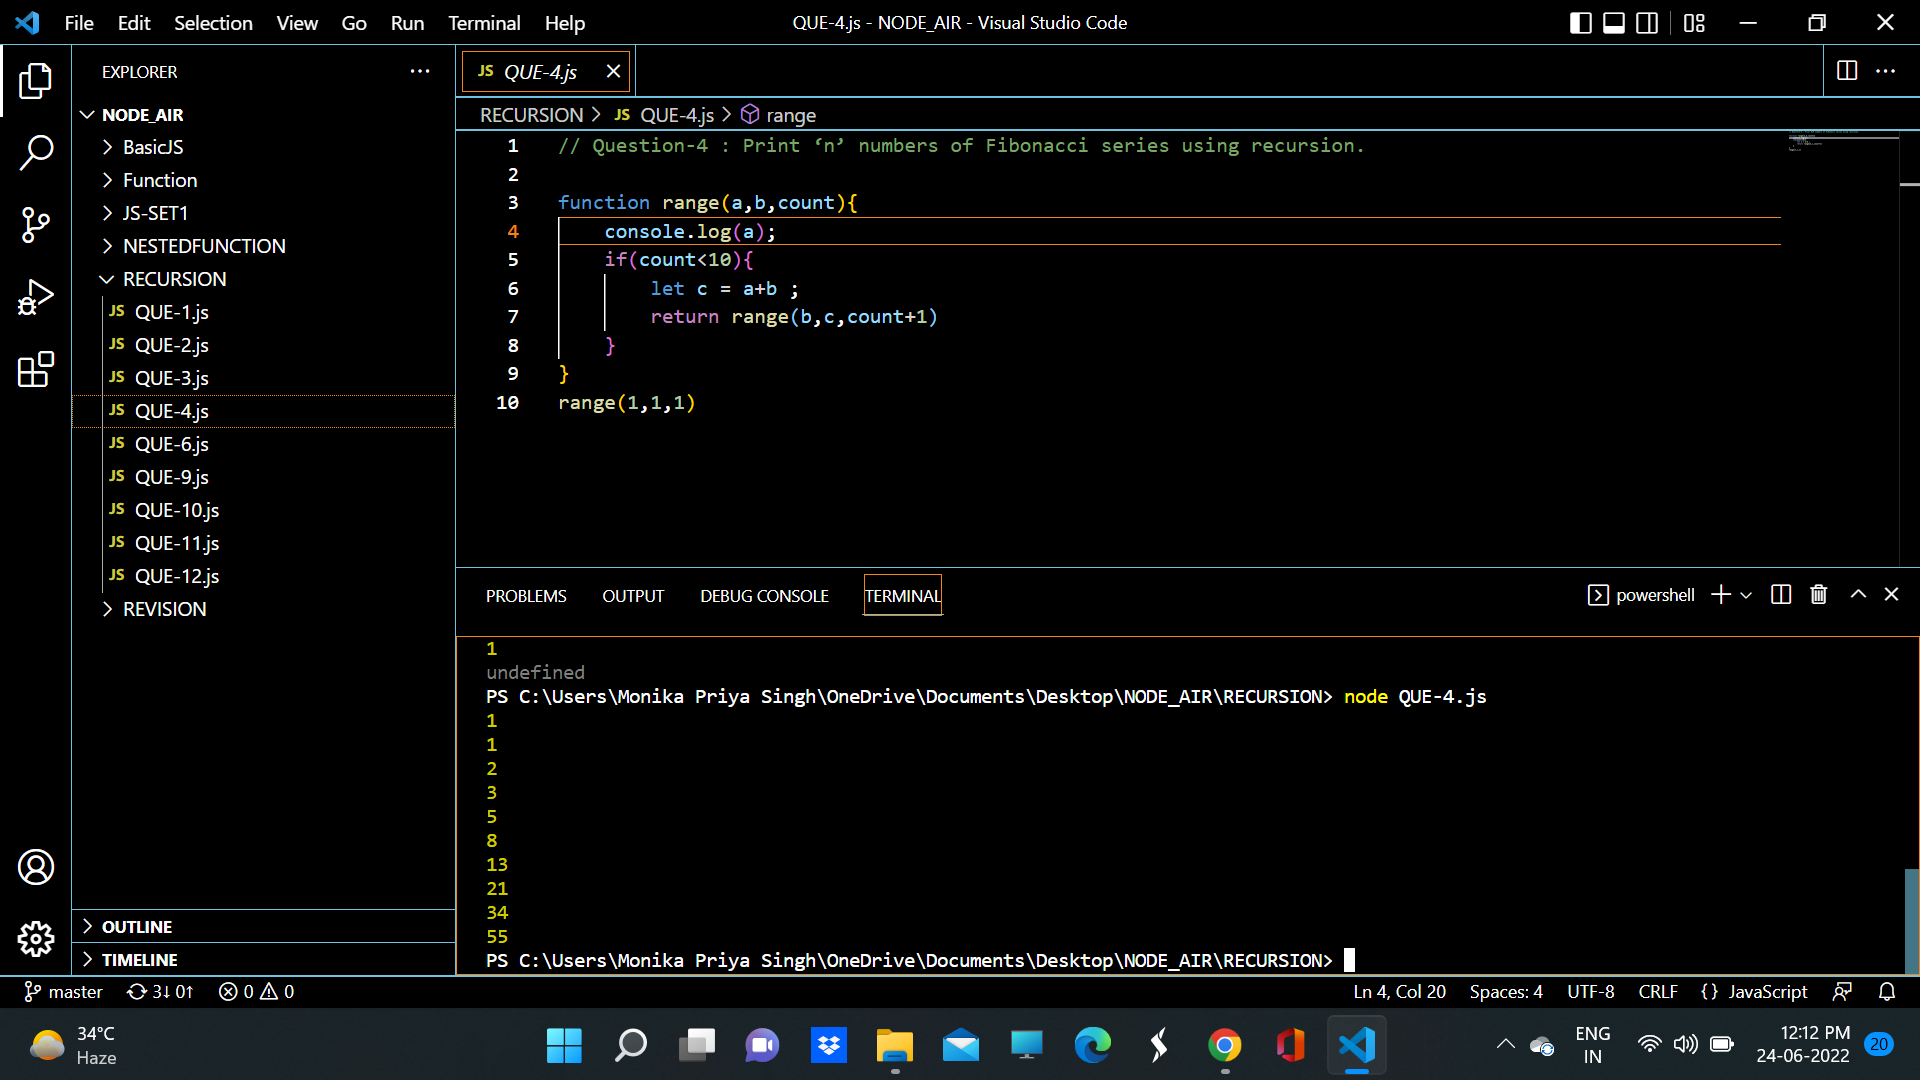 File Edit Selection View Go Run Terminal Help
QUE-4.js - NODE_AIR - Visual Studio Code
EXPLORER
NODE_AIR
BasicJS
Function
JS-SET1
NESTEDFUNCTION
RECURSION
JS QUE-1.js
JS QUE-2.js
JS QUE-3.js
JS QUE-4.js
JS QUE-6.js
JS QUE-9.js
JS QUE-10.js
JS QUE-11.js
JS QUE-12.js
REVISION
OUTLINE
TIMELINE
JS QUE-4.js
RECURSION > JS QUE-4.js > range
1 // Question-4 : Print ‘n’ numbers of Fibonacci series using recursion.
2
3 function range(a,b,count){
4 console.log(a);
5 if(count<10){
6 let c = a+b ;
7 return range(b,c,count+1)
8 }
9 }
10 range(1,1,1)
PROBLEMS OUTPUT DEBUG CONSOLE TERMINAL
powershell
1
undefined
PS C:\Users\Monika Priya Singh\OneDrive\Documents\Desktop\NODE_AIR\RECURSION> node QUE-4.js
1
1
2
3
5
8
13
21
34
55
PS C:\Users\Monika Priya Singh\OneDrive\Documents\Desktop\NODE_AIR\RECURSION>
master 3↓ 0↑ 0 0
Ln 4, Col 20 Spaces: 4 UTF-8 CRLF {} JavaScript
34°C
Haze
ENG
IN
12:12 PM
24-06-2022
20